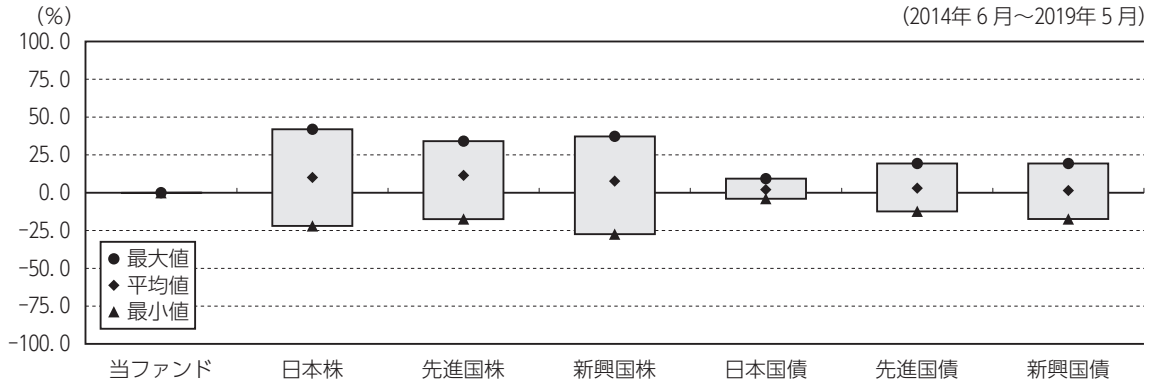 (%)
(2014年6月～2019年5月)
100.0
75.0
50.0
25.0
0.0
-25.0
-50.0
-75.0
-100.0
●最大値
◆平均値
▲最小値
当ファンド 日本株 先進国株 新興国株 日本国債 先進国債 新興国債